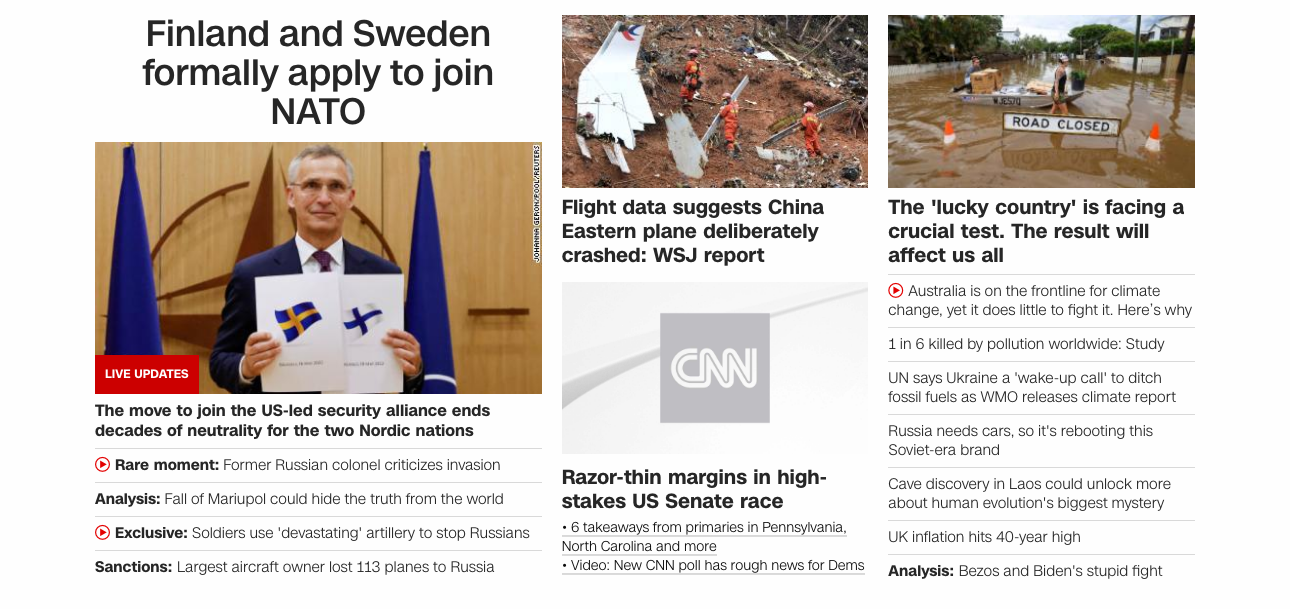 Finland and Sweden
formally apply to join
NATO
JOHANNA GERON/POOL/REUTERS
LIVE UPDATES
The move to join the US-led security alliance ends
decades of neutrality for the two Nordic nations
Rare moment: Former Russian colonel criticizes invasion
Analysis: Fall of Mariupol could hide the truth from the world
Exclusive: Soldiers use 'devastating' artillery to stop Russians
Sanctions: Largest aircraft owner lost 113 planes to Russia
Flight data suggests China
Eastern plane deliberately
crashed: WSJ report
CNN
Razor-thin margins in high-
stakes US Senate race
• 6 takeaways from primaries in Pennsylvania,
North Carolina and more
• Video: New CNN poll has rough news for Dems
ROAD CLOSED
The 'lucky country' is facing a
crucial test. The result will
affect us all
Australia is on the frontline for climate
change, yet it does little to fight it. Here's why
1 in 6 killed by pollution worldwide: Study
UN says Ukraine a 'wake-up call' to ditch
fossil fuels as WMO releases climate report
Russia needs cars, so it's rebooting this
Soviet-era brand
Cave discovery in Laos could unlock more
about human evolution's biggest mystery
UK inflation hits 40-year high
Analysis: Bezos and Biden's stupid fight